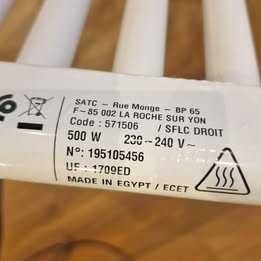 SATC - Rue Monge - BP 65
F-85 002 LA ROCHE SUR YON
Code : 571506 / SFLC DROIT
500 W 230-240 V~
N°: 195105456
UF : 1709ED
MADE IN EGYPT / ECET